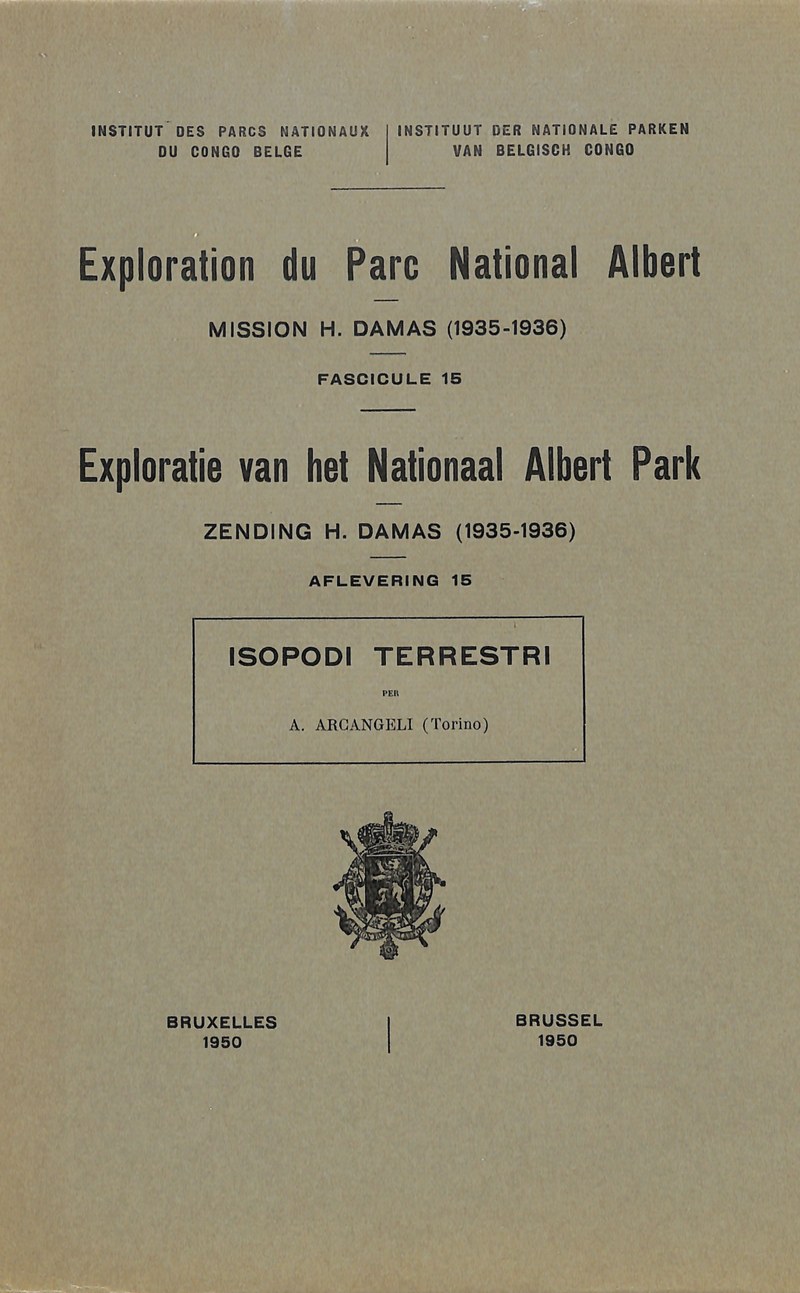 INSTITUT DES PARCS NATIONAUX
DU CONGO BELGE
INSTITUUT DER NATIONALE PARKEN
VAN BELGISCH CONGO
Exploration du Parc National Albert
MISSION H. DAMAS (1935-1936)
FASCICULE 15
Exploratie van het Nationaal Albert Park
ZENDING H. DAMAS (1935-1936)
AFLEVERING 15
ISOPODI TERRESTRI
PER
A. ARCANGELI (Torino)
BRUXELLES
1950
BRUSSEL
1950